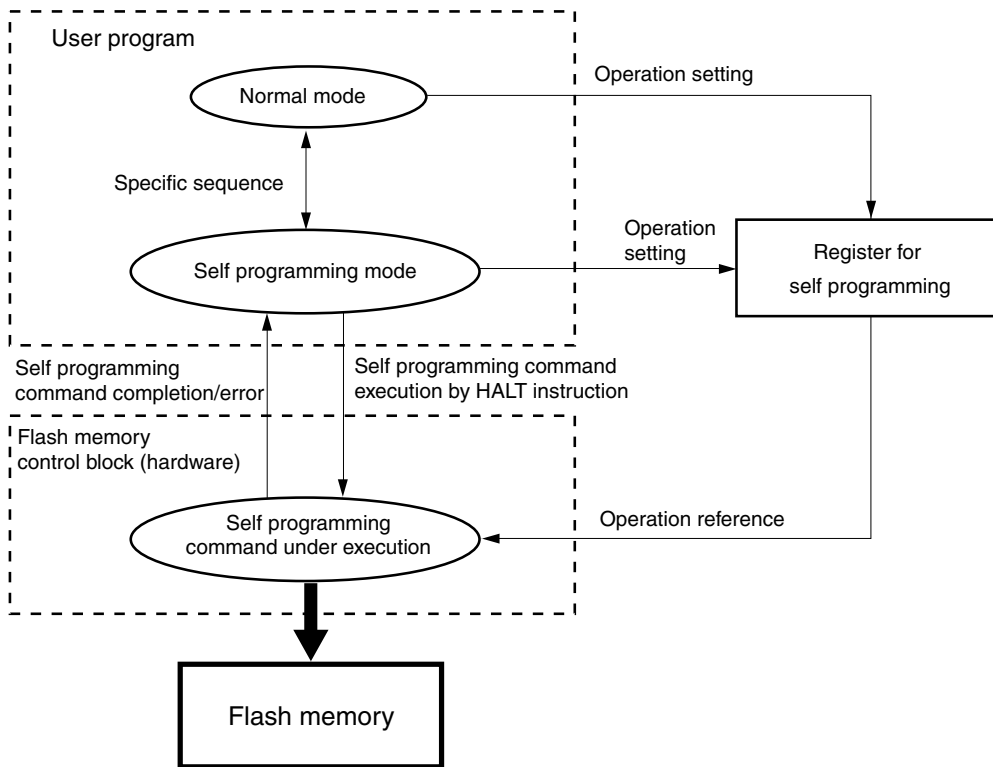 User program
Normal mode
Operation setting
Specific sequence
Self programming mode
Operation
setting
Register for
self programming
Self programming
command completion/error
Self programming command
execution by HALT instruction
Flash memory
control block (hardware)
Self programming
command under execution
Operation reference
Flash memory